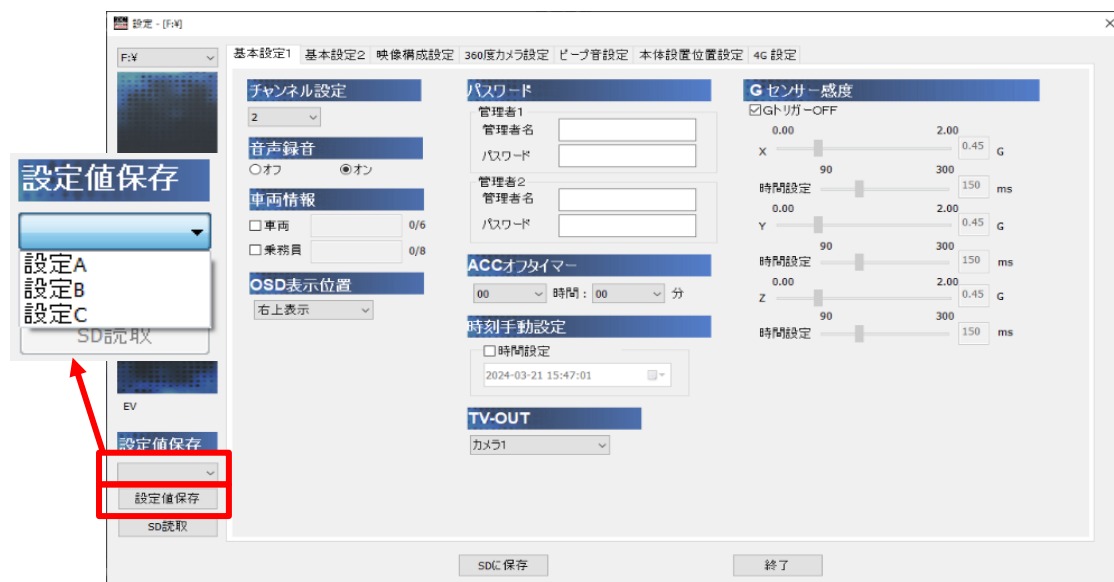 設定 - [F:¥]
F:¥
基本設定1 基本設定2 映像構成設定 360度カメラ設定 ビープ音設定 本体設置位置設定 4G 設定
設定値保存
設定A
設定B
設定C
SD読取
EV
設定値保存
設定値保存
SD読取
チャンネル設定
2
音声録音
オフ オン
車両情報
車両 0/6
乗務員 0/8
OSD表示位置
右上表示
パスワード
管理者1
管理者名
パスワード
管理者2
管理者名
パスワード
ACCオフタイマー
00 時間 : 00 分
時刻手動設定
時間設定
2024-03-21 15:47:01
TV-OUT
カメラ1
G センサー感度
GトリガーOFF
0.00 2.00
X 0.45 G
90 300
時間設定 150 ms
0.00 2.00
Y 0.45 G
90 300
時間設定 150 ms
0.00 2.00
Z 0.45 G
90 300
時間設定 150 ms
SDに保存 終了